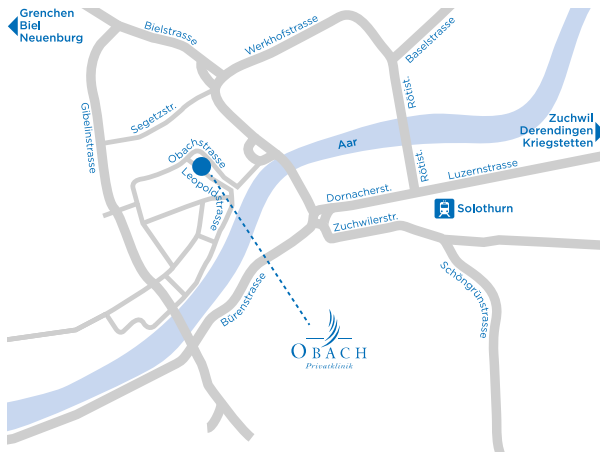 Grenchen
Biel
Neuenburg
Bielstrasse
Werkhofstrasse
Baselstrasse
Gibelinstrasse
Segetzstr.
Rötist.
Zuchwil
Derendingen
Kriegstetten
Obachstrasse
Aar
Leopoldstrasse
Rötist.
Luzernstrasse
Dornacherst.
Solothurn
Zuchwilerstr.
Schöngrünstrasse
Bürenstrasse
OBACH
Privatklinik